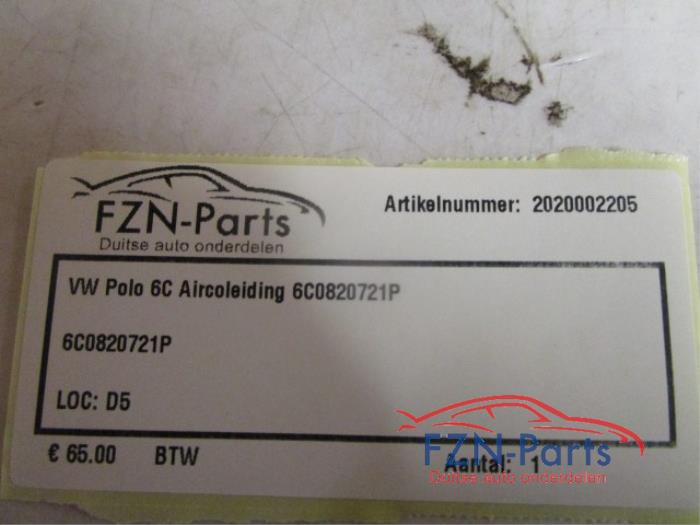 FZN-Parts
Duitse auto onderdelen
Artikelnummer: 2020002205
VW Polo 6C Aircoleiding 6C0820721P
6C0820721P
LOC: D5
€ 65.00 BTW
Aantal: 1
FZN-Parts
Duitse auto onderdelen